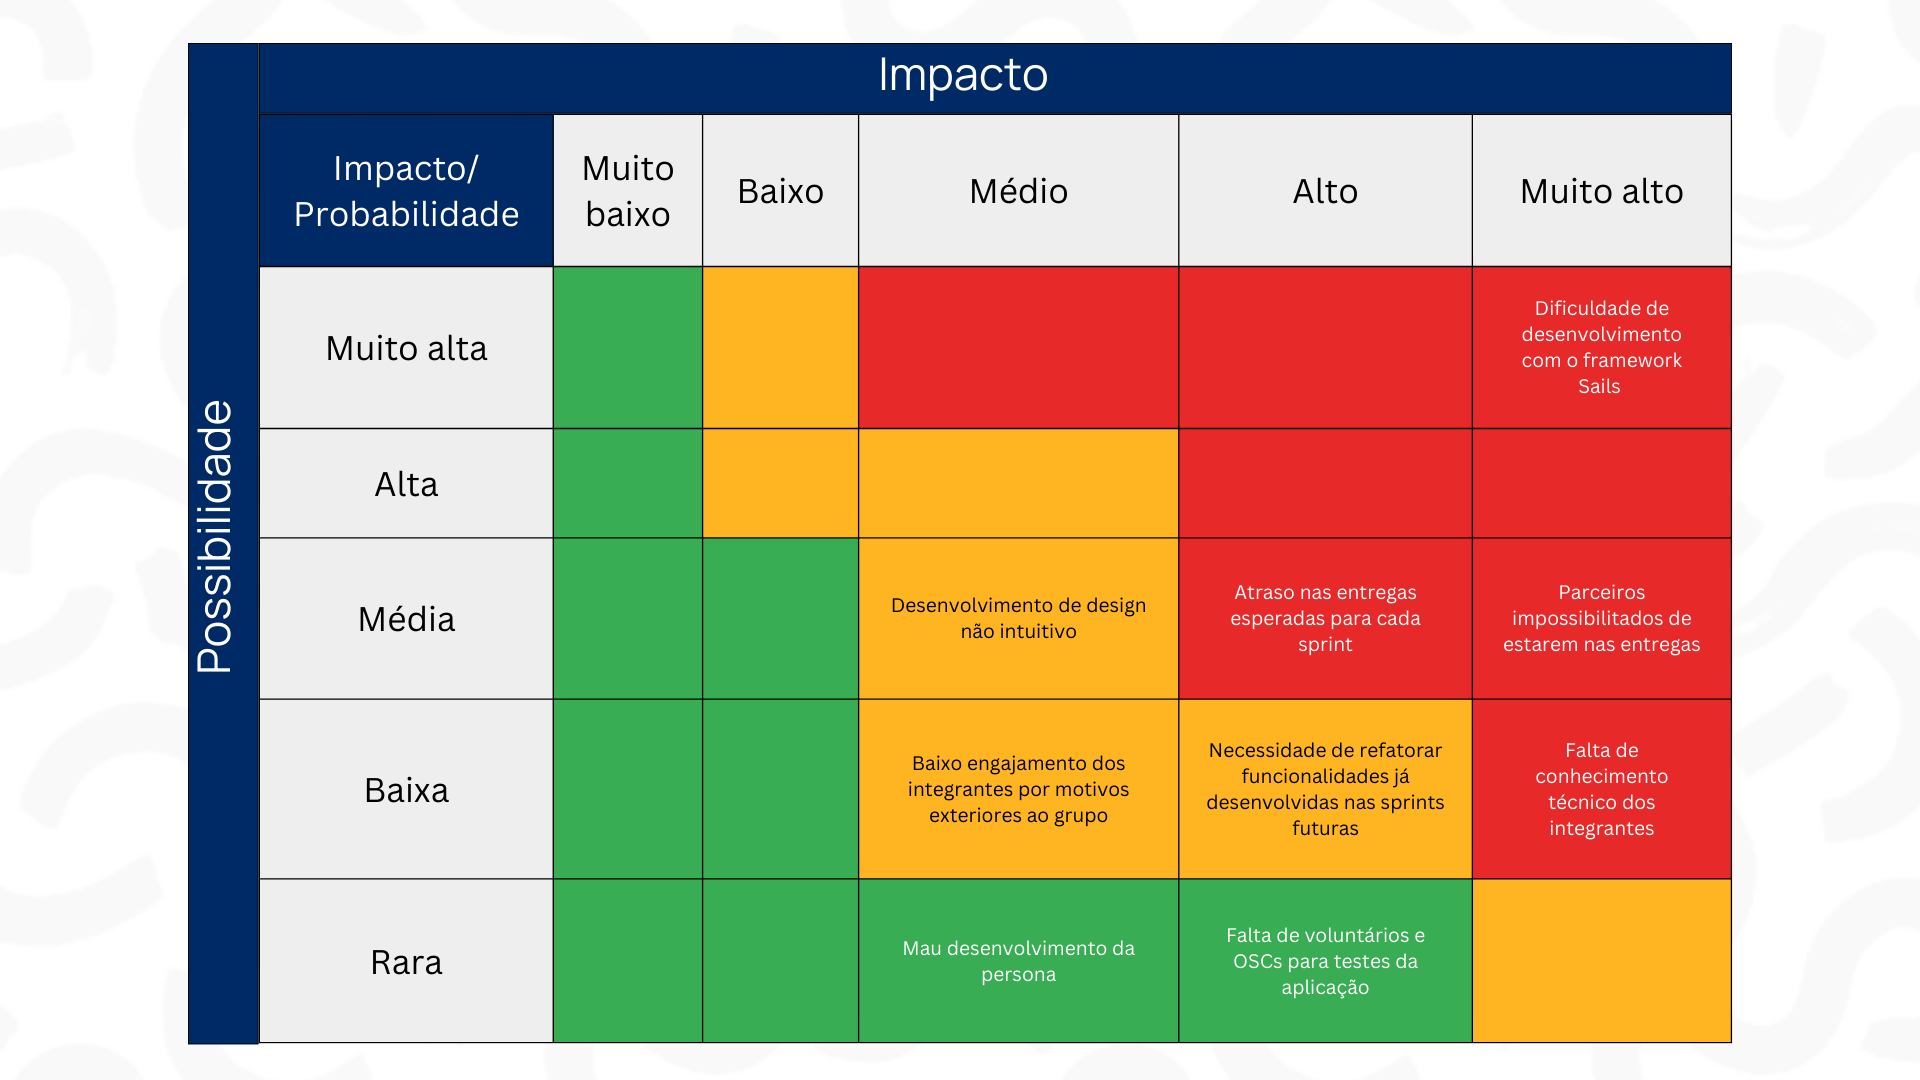 Impacto
Possibilidade
Impacto/
Probabilidade
Muito
baixo
Baixo
Médio
Alto
Muito alto
Muito alta
Dificuldade de
desenvolvimento
com o framework
Sails
Alta
Média
Desenvolvimento de design
não intuitivo
Atraso nas entregas
esperadas para cada
sprint
Parceiros
impossibilitados de
estarem nas entregas
Baixa
Baixo engajamento dos
integrantes por motivos
exteriores ao grupo
Necessidade de refatorar
funcionalidades já
desenvolvidas nas sprints
futuras
Falta de
conhecimento
técnico dos
integrantes
Rara
Mau desenvolvimento da
persona
Falta de voluntários e
OSCs para testes da
aplicação